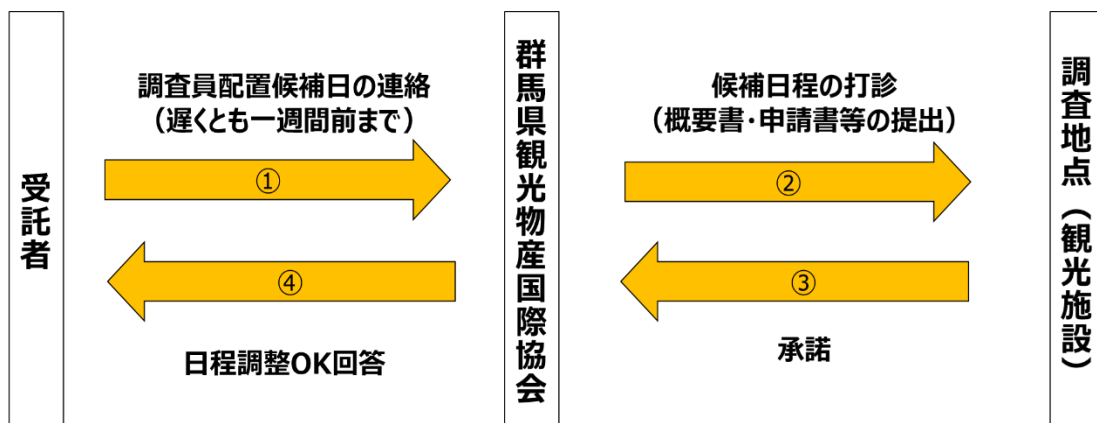 受託者
調査員配置候補日の連絡
（遅くとも一週間前まで）
①
④
日程調整OK回答
群馬県観光物産国際協会
候補日程の打診
（概要書・申請書等の提出）
②
③
承諾
調査地点（観光施設）